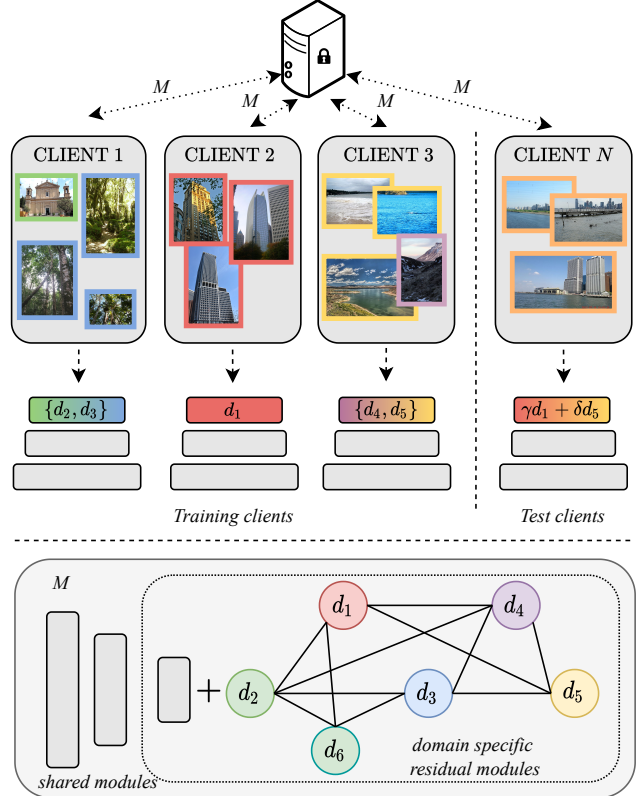 M
M
M
M
CLIENT 1
CLIENT 2
CLIENT 3
CLIENT N
{d₂, d₃}
d₁
{d₄, d₅}
γd₁ + δd₅
Training clients
Test clients
M
d₁
d₄
+
d₂
d₃
d₅
d₆
domain specific
residual modules
shared modules